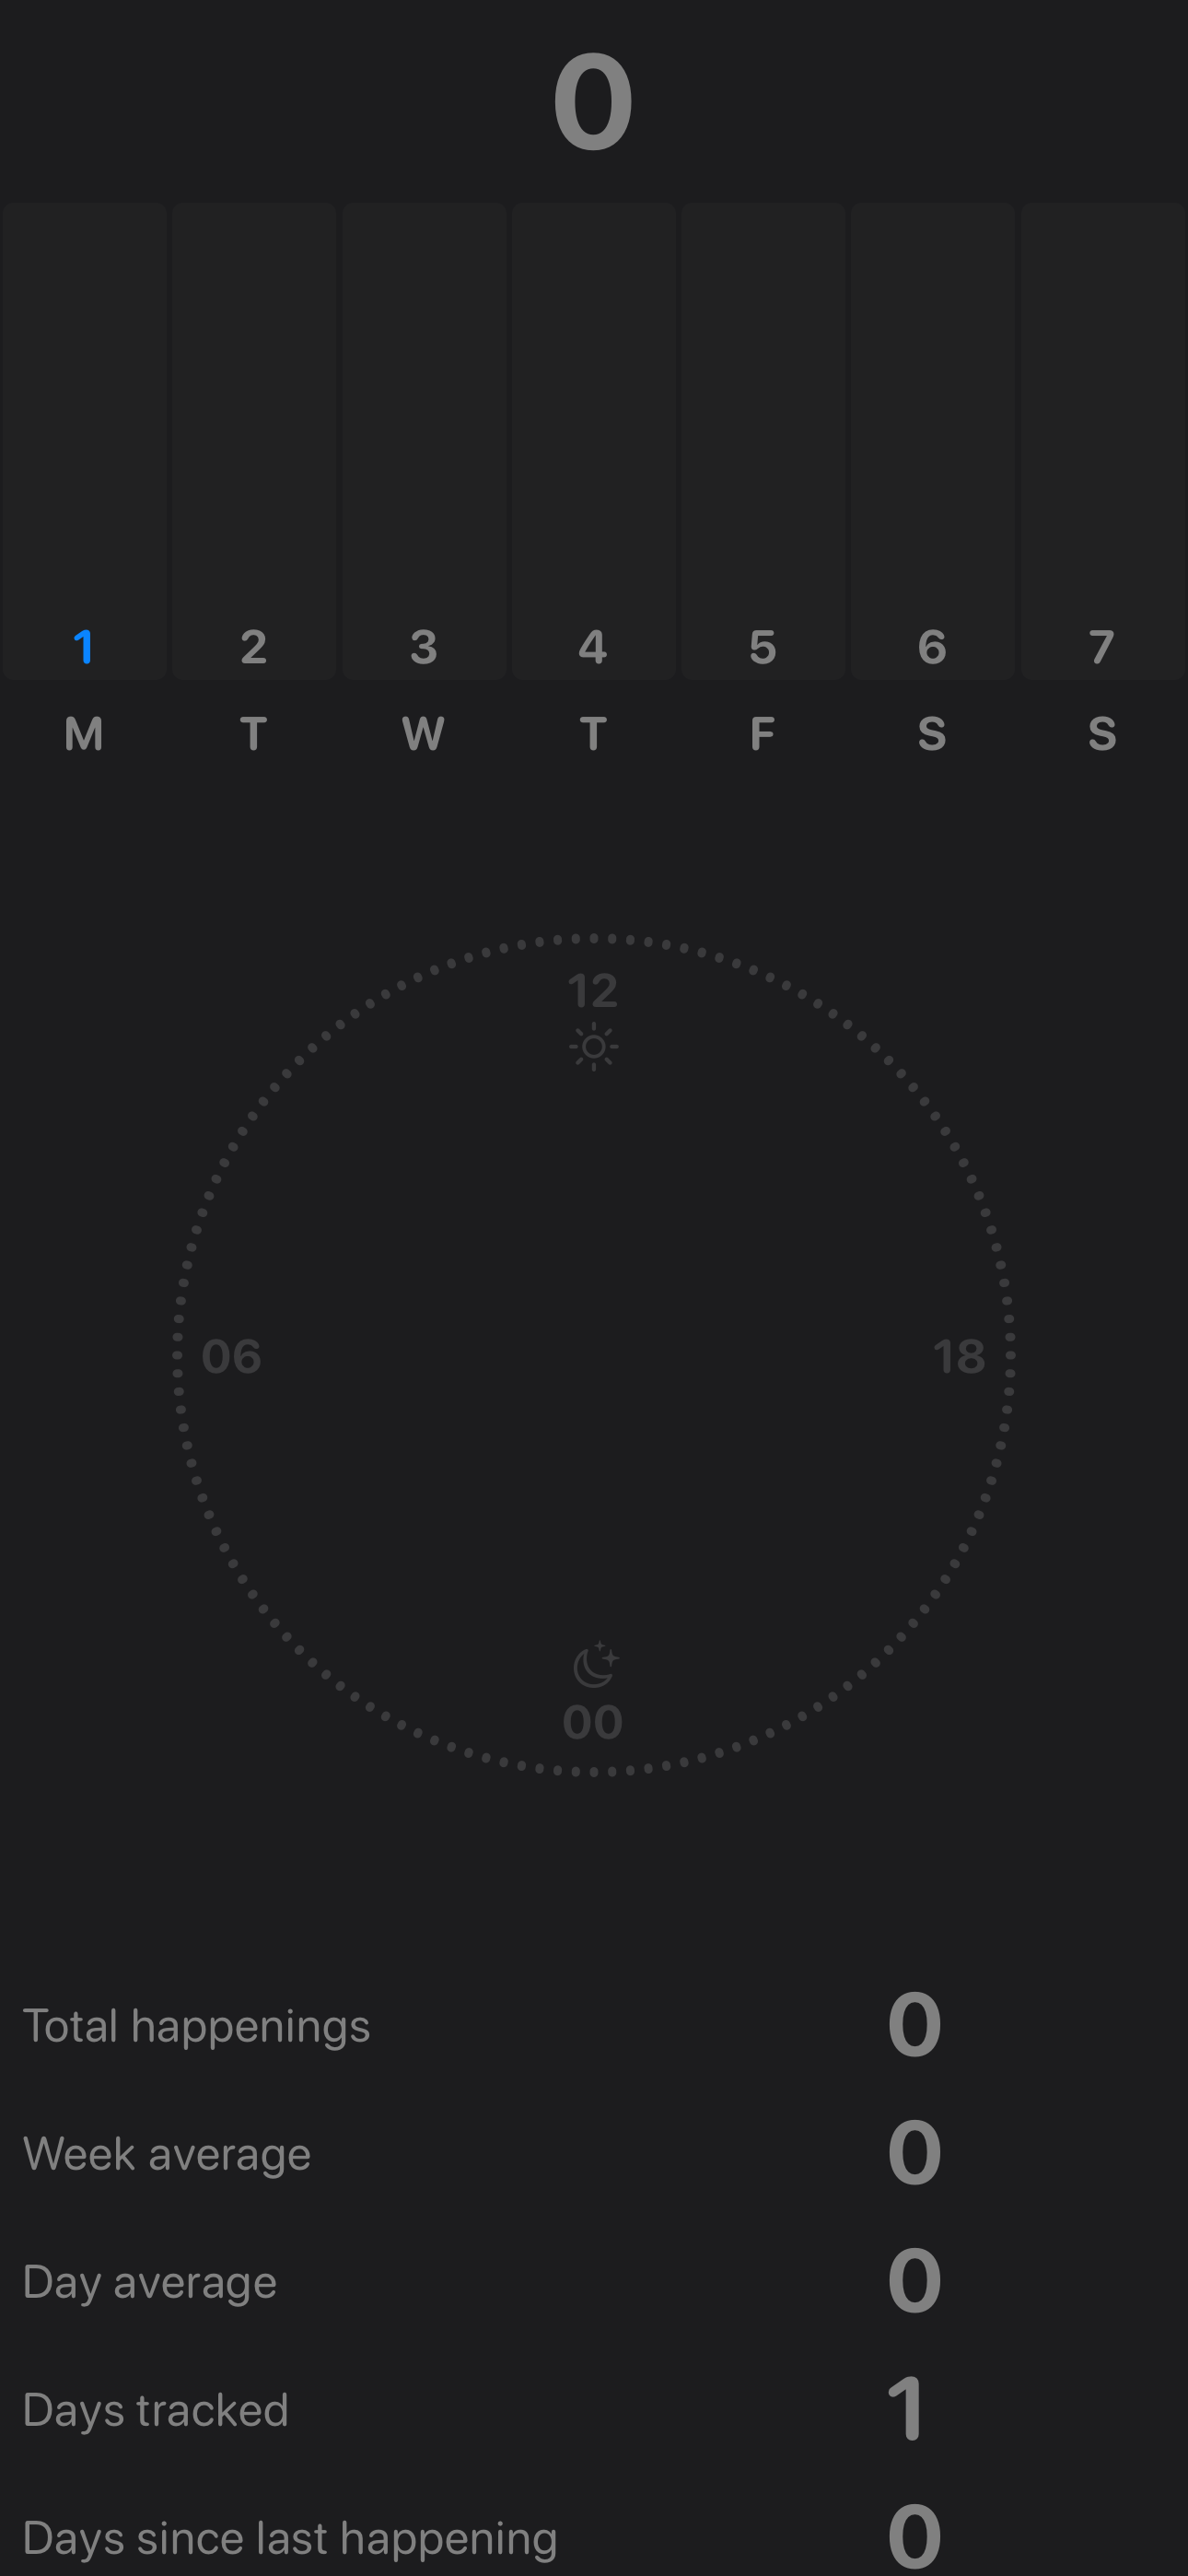 0
1 2 3 4 5 6 7
M T W T F S S
12
06 18
00
Total happenings 0
Week average 0
Day average 0
Days tracked 1
Days since last happening 0